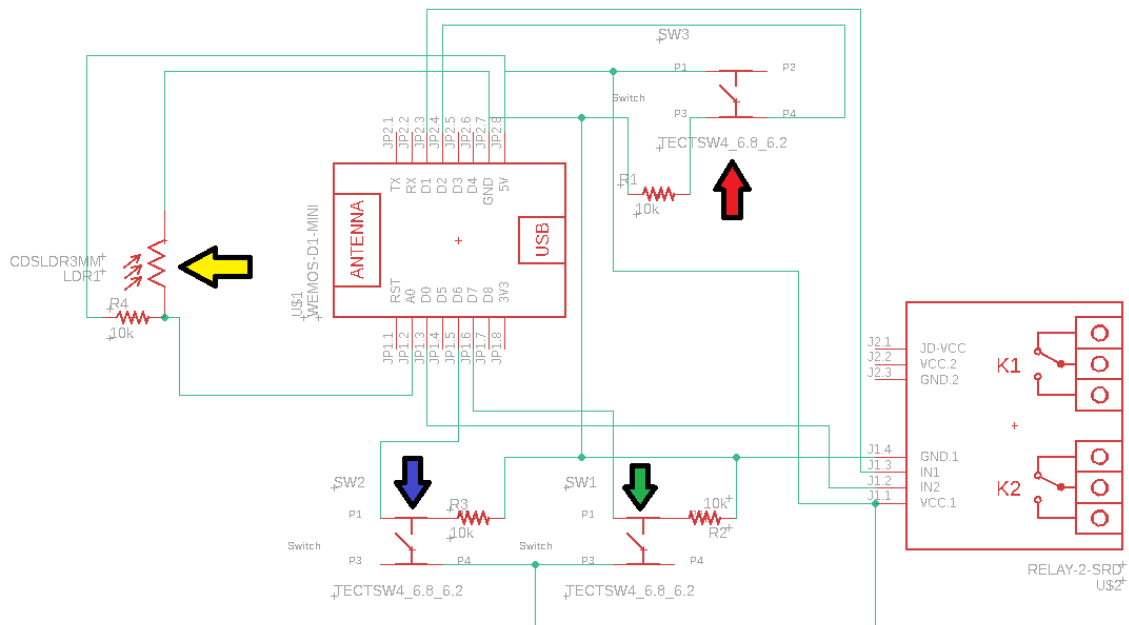 SW3
P1
P2
Switch
P3
P4
TECTSW4_6.8_6.2
R1
10k
JP2.1
JP2.2
JP2.3
JP2.4
JP2.5
JP2.6
JP2.7
JP2.8
TX
RX
D1
D2
D3
D4
GND
5V
ANTENNA
USB
U$1
WEMOS-D1-MINI
RST
A0
D0
D5
D6
D7
D8
3V3
JP1.1
JP1.2
JP1.3
JP1.4
JP1.5
JP1.6
JP1.7
JP1.8
CDSLDR3MM
LDR1
R4
10k
J2.1 JD-VCC
J2.2 VCC.2
J2.3 GND.2
K1
J1.4 GND.1
J1.3 IN1
J1.2 IN2
J1.1 VCC.1
K2
RELAY-2-SRD
U$2
SW2
P1
R3
10k
Switch
P3
P4
TECTSW4_6.8_6.2
SW1
P1
10k
R2
Switch
P3
P4
TECTSW4_6.8_6.2